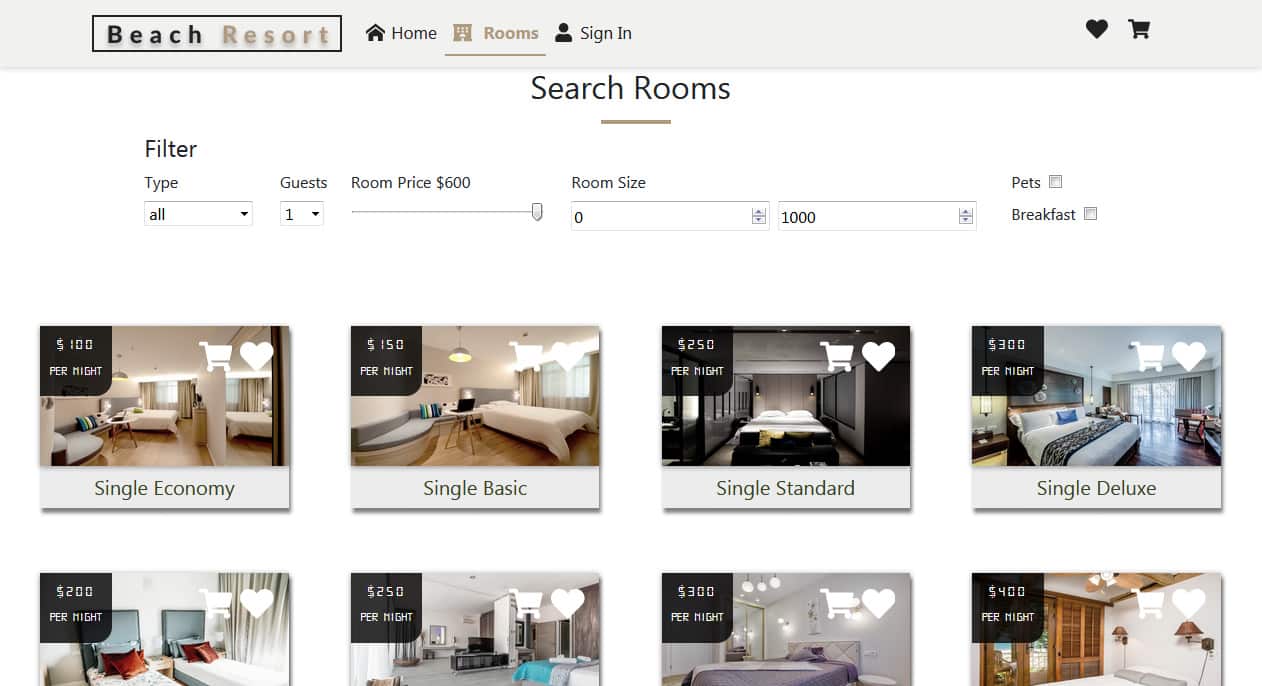 Beach Resort
Home
Rooms
Sign In
Search Rooms
Filter
Type
Guests
Room Price $600
Room Size
Pets
all
1
0
1000
Breakfast
$100
PER NIGHT
$150
PER NIGHT
$250
PER NIGHT
$300
PER NIGHT
Single Economy
Single Basic
Single Standard
Single Deluxe
$200
PER NIGHT
$250
PER NIGHT
$300
PER NIGHT
$400
PER NIGHT